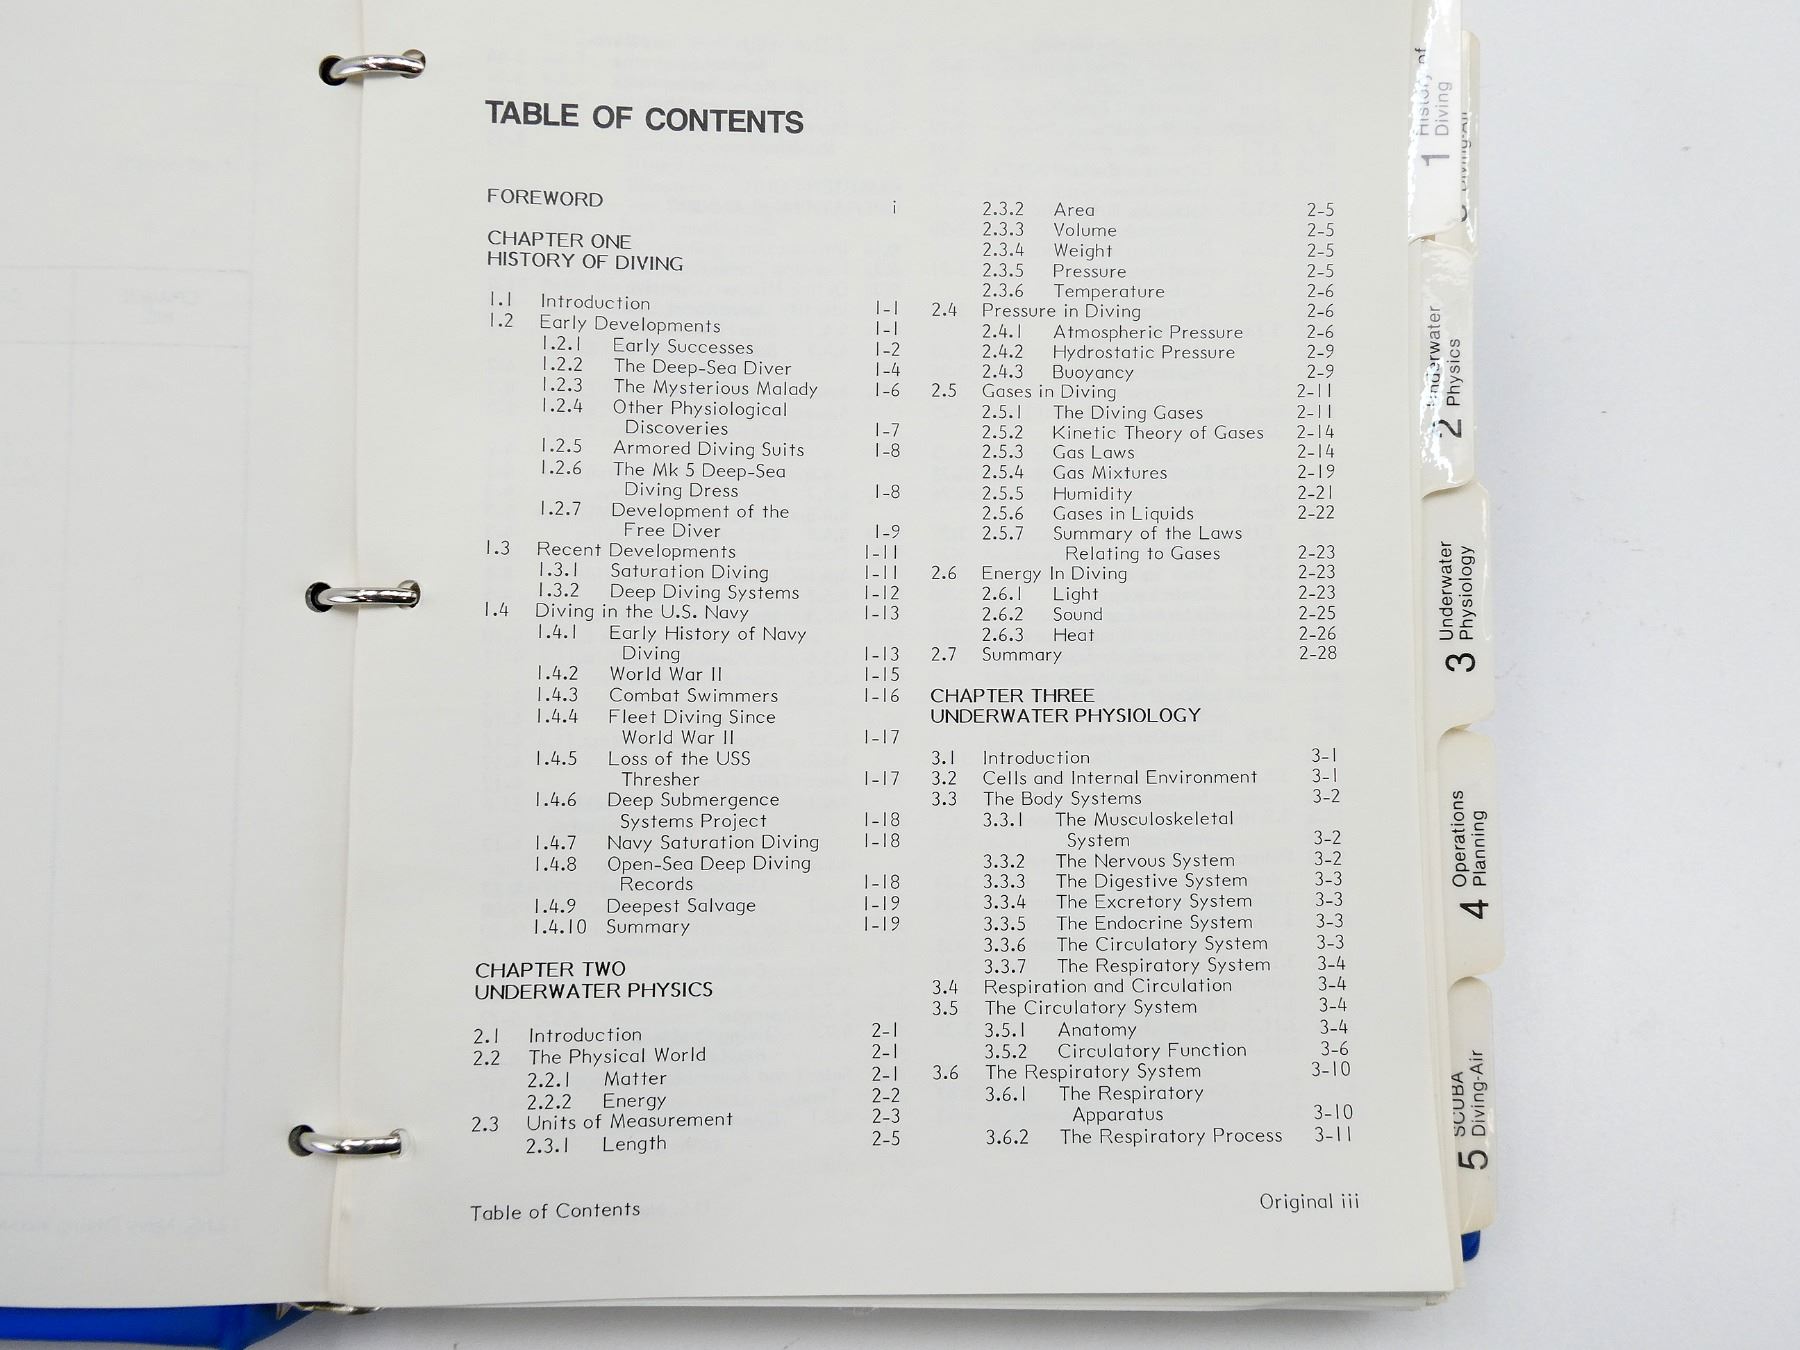 TABLE OF CONTENTS
FOREWORD i
CHAPTER ONE
HISTORY OF DIVING
1.1 Introduction 1-1
1.2 Early Developments 1-1
1.2.1 Early Successes 1-2
1.2.2 The Deep-Sea Diver 1-4
1.2.3 The Mysterious Malady 1-6
1.2.4 Other Physiological
Discoveries 1-7
1.2.5 Armored Diving Suits 1-8
1.2.6 The Mk 5 Deep-Sea
Diving Dress 1-8
1.2.7 Development of the
Free Diver 1-9
1.3 Recent Developments 1-11
1.3.1 Saturation Diving 1-11
1.3.2 Deep Diving Systems 1-12
1.4 Diving in the U.S. Navy 1-13
1.4.1 Early History of Navy
Diving 1-13
1.4.2 World War II 1-15
1.4.3 Combat Swimmers 1-16
1.4.4 Fleet Diving Since
World War II 1-17
1.4.5 Loss of the USS
Thresher 1-17
1.4.6 Deep Submergence
Systems Project 1-18
1.4.7 Navy Saturation Diving 1-18
1.4.8 Open-Sea Deep Diving
Records 1-18
1.4.9 Deepest Salvage 1-19
1.4.10 Summary 1-19
CHAPTER TWO
UNDERWATER PHYSICS
2.1 Introduction 2-1
2.2 The Physical World 2-1
2.2.1 Matter 2-1
2.2.2 Energy 2-2
2.3 Units of Measurement 2-3
2.3.1 Length 2-5
2.3.2 Area 2-5
2.3.3 Volume 2-5
2.3.4 Weight 2-5
2.3.5 Pressure 2-5
2.3.6 Temperature 2-6
2.4 Pressure in Diving 2-6
2.4.1 Atmospheric Pressure 2-6
2.4.2 Hydrostatic Pressure 2-9
2.4.3 Buoyancy 2-9
2.5 Gases in Diving 2-11
2.5.1 The Diving Gases 2-11
2.5.2 Kinetic Theory of Gases 2-14
2.5.3 Gas Laws 2-14
2.5.4 Gas Mixtures 2-19
2.5.5 Humidity 2-21
2.5.6 Gases in Liquids 2-22
2.5.7 Summary of the Laws
Relating to Gases 2-23
2.6 Energy In Diving 2-23
2.6.1 Light 2-23
2.6.2 Sound 2-25
2.6.3 Heat 2-26
2.7 Summary 2-28
CHAPTER THREE
UNDERWATER PHYSIOLOGY
3.1 Introduction 3-1
3.2 Cells and Internal Environment 3-1
3.3 The Body Systems 3-2
3.3.1 The Musculoskeletal
System 3-2
3.3.2 The Nervous System 3-2
3.3.3 The Digestive System 3-3
3.3.4 The Excretory System 3-3
3.3.5 The Endocrine System 3-3
3.3.6 The Circulatory System 3-3
3.3.7 The Respiratory System 3-4
3.4 Respiration and Circulation 3-4
3.5 The Circulatory System 3-4
3.5.1 Anatomy 3-4
3.5.2 Circulatory Function 3-6
3.6 The Respiratory System 3-10
3.6.1 The Respiratory
Apparatus 3-10
3.6.2 The Respiratory Process 3-11
Table of Contents
Original iii
1 History of
Diving
2 Underwater
Physics
3 Underwater
Physiology
4 Operations
Planning
5 SCUBA
Diving-Air